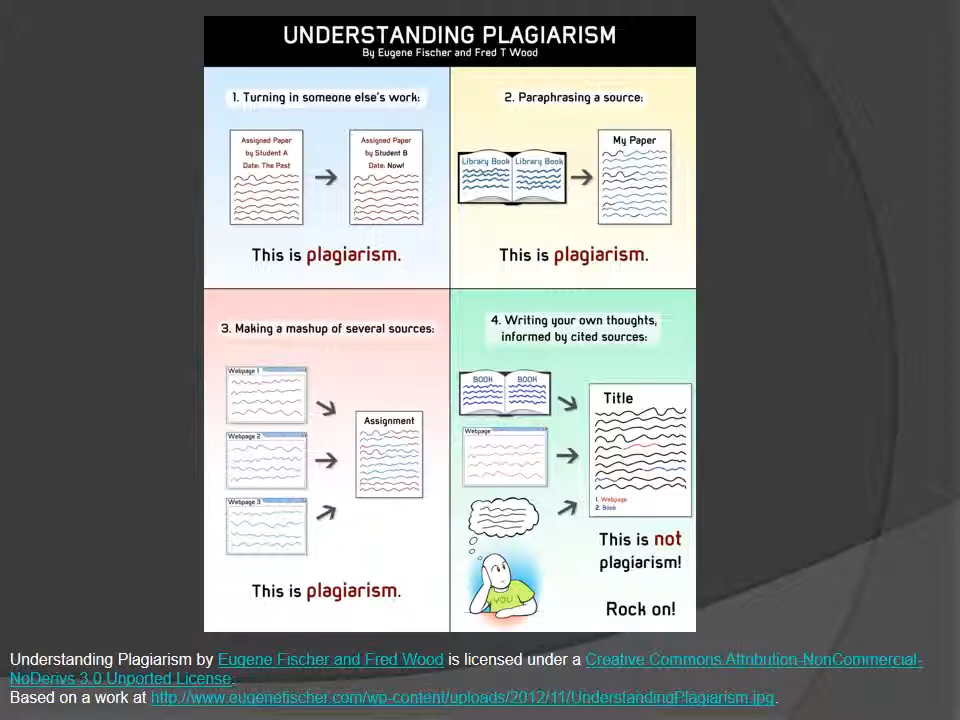 UNDERSTANDING PLAGIARISM
By Eugene Fischer and Fred T Wood
1. Turning in someone else's work:
Assigned Paper
by Student A
Date: The Past
Assigned Paper
by Student B
Date: Now!
This is plagiarism.
2. Paraphrasing a source:
Library Book
Library Book
My Paper
This is plagiarism.
3. Making a mashup of several sources:
Webpage 1
Webpage 2
Webpage 3
Assignment
This is plagiarism.
4. Writing your own thoughts,
informed by cited sources:
BOOK
BOOK
Webpage
YOU
Title
1. Webpage
2. Book
This is not
plagiarism!
Rock on!
Understanding Plagiarism by Eugene Fischer and Fred Wood is licensed under a Creative Commons Attribution-NonCommercial-
NoDerivs 3.0 Unported License.
Based on a work at http://www.eugenefischer.com/wp-content/uploads/2012/11/UnderstandingPlagiarism.jpg.